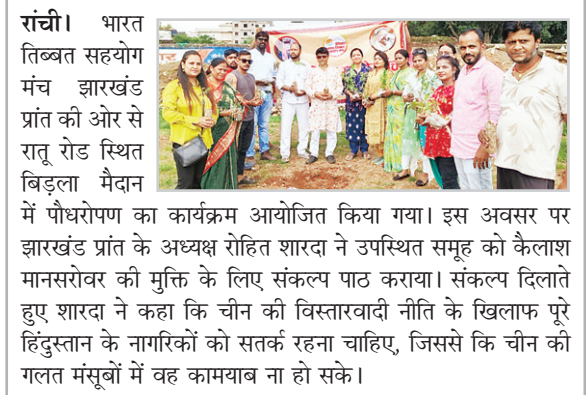 रांची। भारत
तिब्बत सहयोग
मंच झारखंड
प्रांत की ओर से
रातू रोड स्थित
बिड़ला मैदान
में पौधरोपण का कार्यक्रम आयोजित किया गया। इस अवसर पर
झारखंड प्रांत के अध्यक्ष रोहित शारदा ने उपस्थित समूह को कैलाश
मानसरोवर की मुक्ति के लिए संकल्प पाठ कराया। संकल्प दिलाते
हुए शारदा ने कहा कि चीन की विस्तारवादी नीति के खिलाफ पूरे
हिंदुस्तान के नागरिकों को सतर्क रहना चाहिए, जिससे कि चीन की
गलत मंसूबों में वह कामयाब ना हो सके।